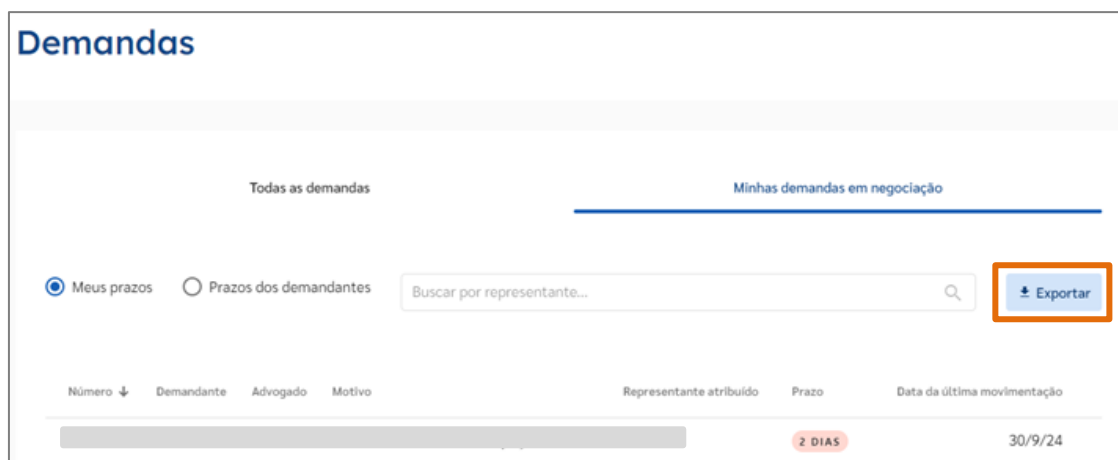 Demandas
Todas as demandas Minhas demandas em negociação
Meus prazos Prazos dos demandantes Buscar por representante... Exportar
Número Demandante Advogado Motivo Representante atribuído Prazo Data da última movimentação
2 DIAS 30/9/24